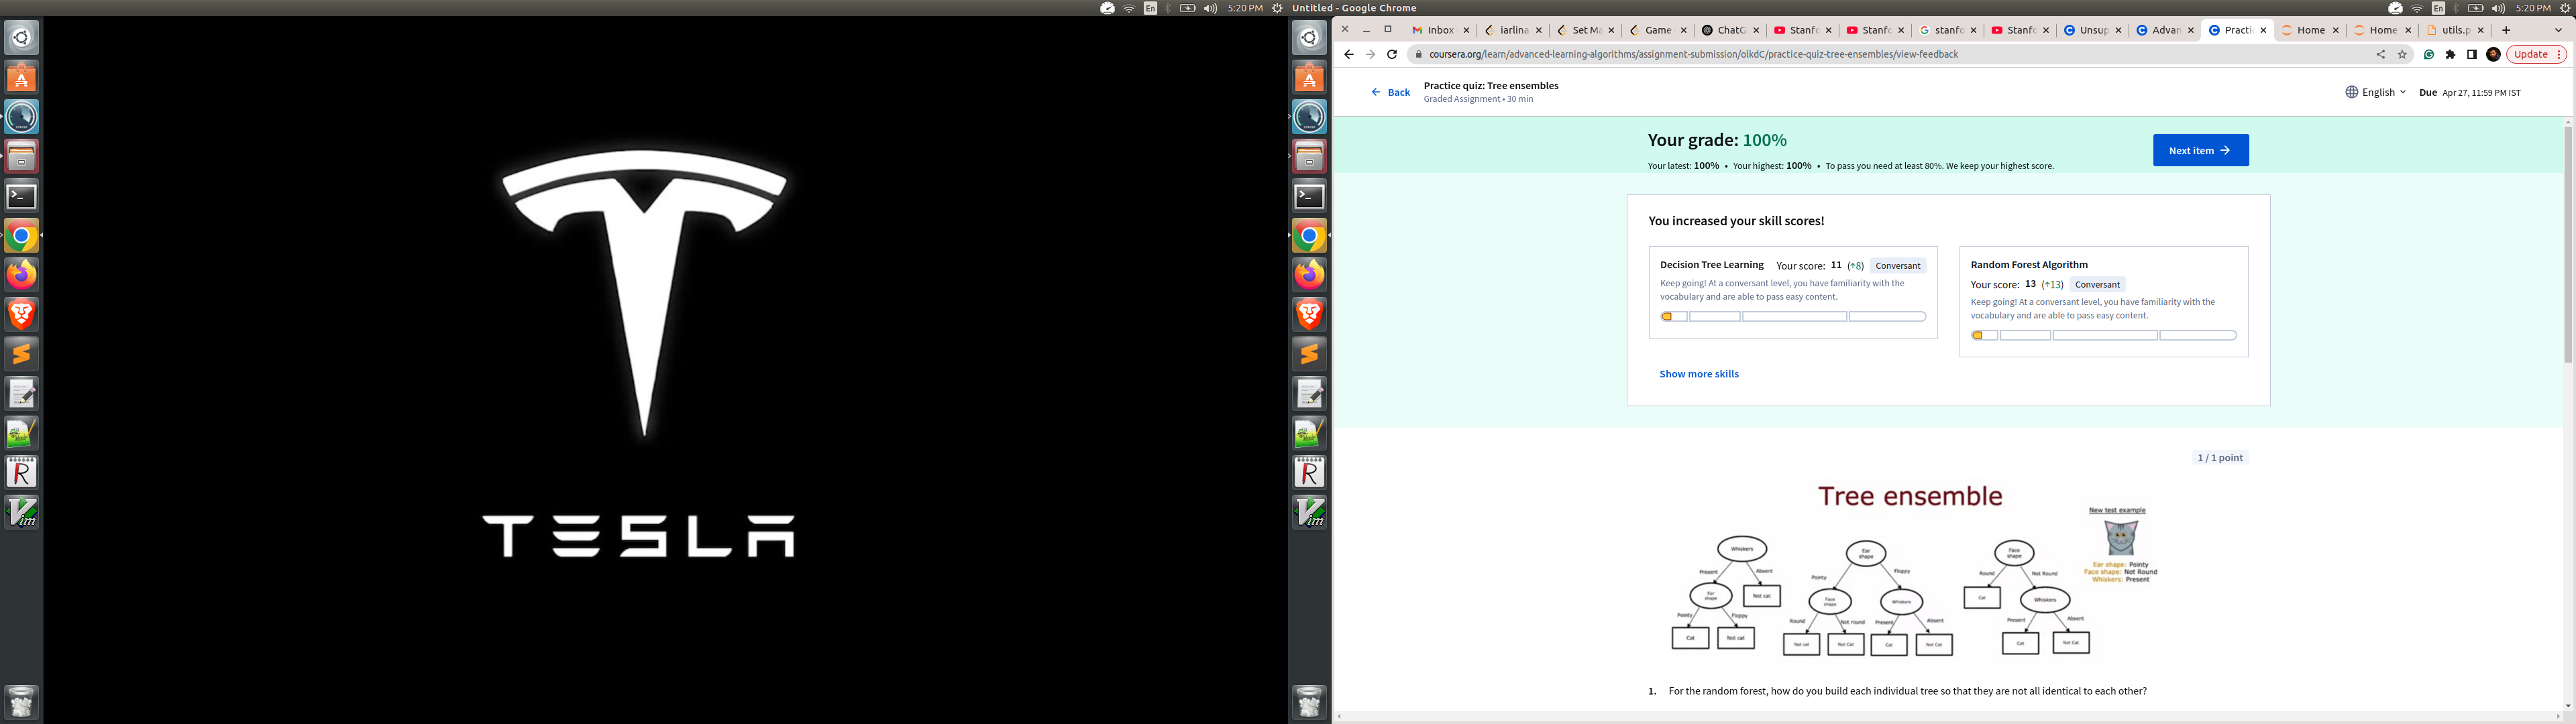 En
5:20 PM
TESLA
Untitled - Google Chrome
En
5:20 PM
Inbox
iarlina
Set Ma
Game
ChatG
Stanfo
Stanfo
stanfo
Stanfo
Unsup
Advan
Practi
Home
Home
utils.p
coursera.org/learn/advanced-learning-algorithms/assignment-submission/olkdC/practice-quiz-tree-ensembles/view-feedback
Update
Back
Practice quiz: Tree ensembles
Graded Assignment • 30 min
English
Due Apr 27, 11:59 PM IST
Your grade: 100%
Your latest: 100% • Your highest: 100% • To pass you need at least 80%. We keep your highest score.
Next item
You increased your skill scores!
Decision Tree Learning Your score: 11 (↑8) Conversant
Keep going! At a conversant level, you have familiarity with the
vocabulary and are able to pass easy content.
Random Forest Algorithm
Your score: 13 (↑13) Conversant
Keep going! At a conversant level, you have familiarity with the
vocabulary and are able to pass easy content.
Show more skills
1 / 1 point
Tree ensemble
New test example
Ear shape: Pointy
Face shape: Not Round
Whiskers: Present
Whiskers
Present
Absent
Ear shape
Not cat
Pointy
Floppy
Cat
Not cat
Ear shape
Pointy
Floppy
Face shape
Whiskers
Round
Not round
Present
Absent
Not cat
Not Cat
Cat
Not Cat
Face shape
Round
Not Round
Cat
Whiskers
Present
Absent
Cat
Not Cat
1. For the random forest, how do you build each individual tree so that they are not all identical to each other?